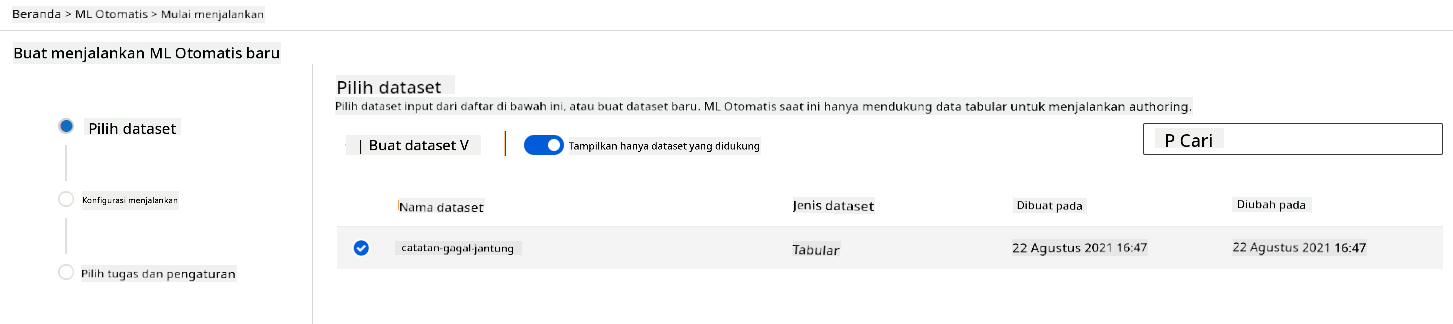 Beranda > ML Otomatis > Mulai menjalankan
Buat menjalankan ML Otomatis baru
Pilih dataset
Konfigurasi menjalankan
Pilih tugas dan pengaturan
Pilih dataset
Pilih dataset input dari daftar di bawah ini, atau buat dataset baru. ML Otomatis saat ini hanya mendukung data tabular untuk menjalankan authoring.
| Buat dataset V Tampilkan hanya dataset yang didukung P Cari
Nama dataset Jenis dataset Dibuat pada Diubah pada
catatan-gagal-jantung Tabular 22 Agustus 2021 16:47 22 Agustus 2021 16:47